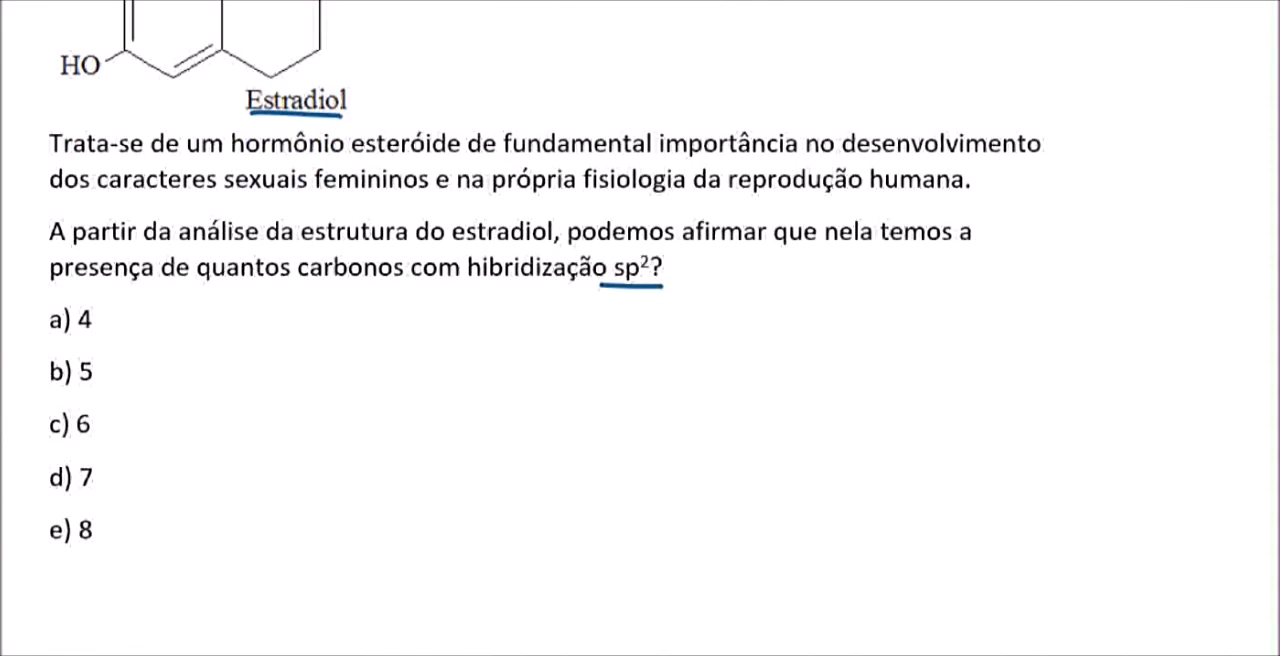 HO
Estradiol
Trata-se de um hormônio esteróide de fundamental importância no desenvolvimento
dos caracteres sexuais femininos e na própria fisiologia da reprodução humana.
A partir da análise da estrutura do estradiol, podemos afirmar que nela temos a
presença de quantos carbonos com hibridização sp²?
a) 4
b) 5
c) 6
d) 7
e) 8